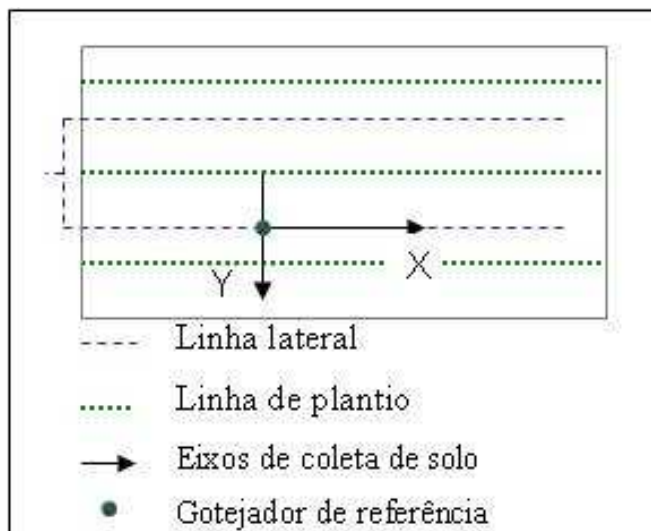 X
Y
Linha lateral
Linha de plantio
Eixos de coleta de solo
Gotejador de referência